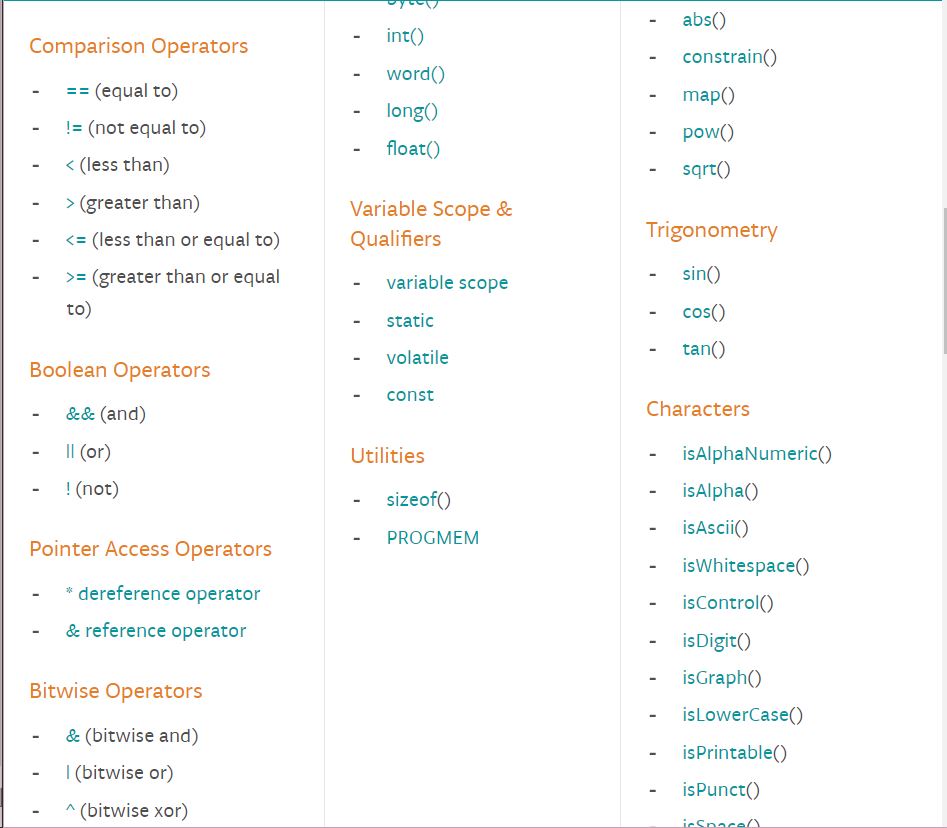 Comparison Operators
- == (equal to)
- != (not equal to)
- < (less than)
- > (greater than)
- <= (less than or equal to)
- >= (greater than or equal
to)
Boolean Operators
- && (and)
- || (or)
- ! (not)
Pointer Access Operators
- * dereference operator
- & reference operator
Bitwise Operators
- & (bitwise and)
- | (bitwise or)
- ^ (bitwise xor)
byte()
- int()
- word()
- long()
- float()
Variable Scope &
Qualifiers
- variable scope
- static
- volatile
- const
Utilities
- sizeof()
- PROGMEM
- abs()
- constrain()
- map()
- pow()
- sqrt()
Trigonometry
- sin()
- cos()
- tan()
Characters
- isAlphaNumeric()
- isAlpha()
- isAscii()
- isWhitespace()
- isControl()
- isDigit()
- isGraph()
- isLowerCase()
- isPrintable()
- isPunct()
isSpace()